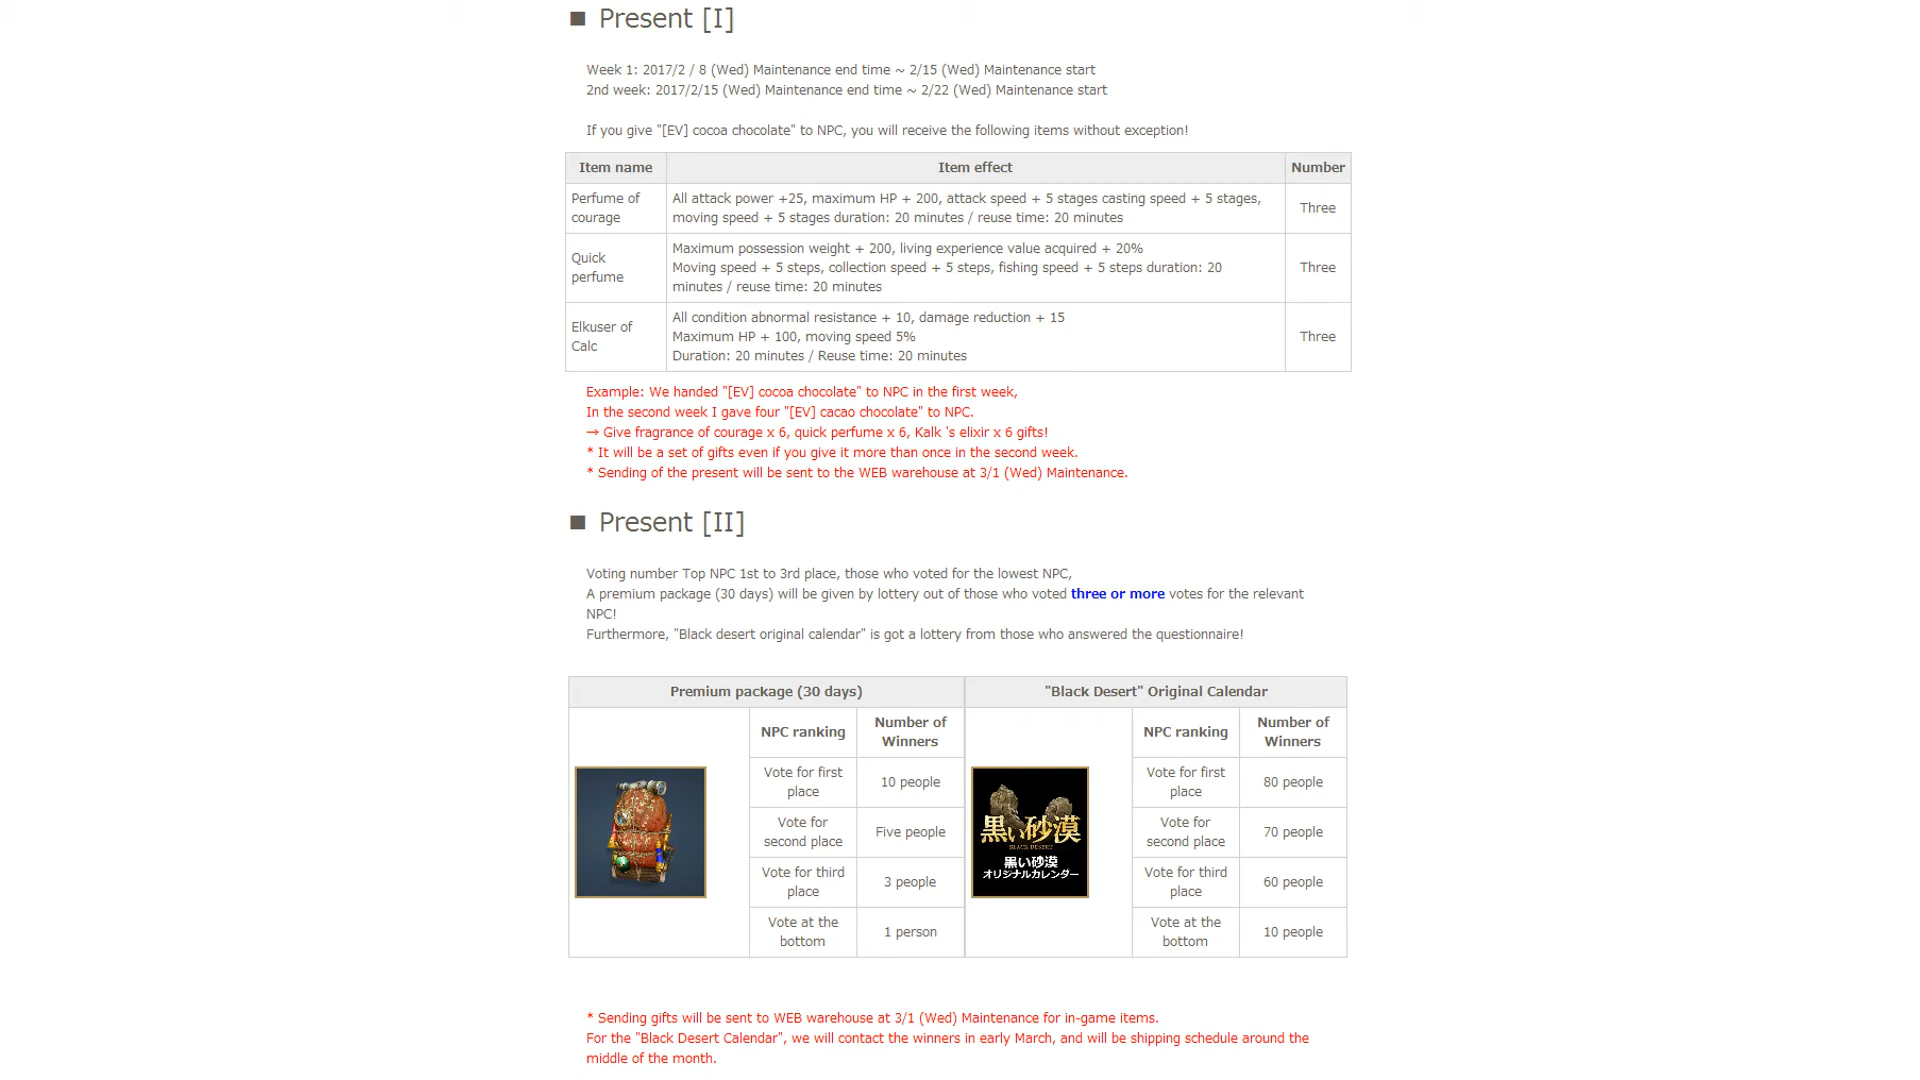 ■ Present [I]
Week 1: 2017/2 / 8 (Wed) Maintenance end time ~ 2/15 (Wed) Maintenance start
2nd week: 2017/2/15 (Wed) Maintenance end time ~ 2/22 (Wed) Maintenance start
If you give "[EV] cocoa chocolate" to NPC, you will receive the following items without exception!
Item name Item effect Number
Perfume of courage All attack power +25, maximum HP + 200, attack speed + 5 stages casting speed + 5 stages,
moving speed + 5 stages duration: 20 minutes / reuse time: 20 minutes Three
Quick perfume Maximum possession weight + 200, living experience value acquired + 20%
Moving speed + 5 steps, collection speed + 5 steps, fishing speed + 5 steps duration: 20
minutes / reuse time: 20 minutes Three
Elkuser of Calc All condition abnormal resistance + 10, damage reduction + 15
Maximum HP + 100, moving speed 5%
Duration: 20 minutes / Reuse time: 20 minutes Three
Example: We handed "[EV] cocoa chocolate" to NPC in the first week,
In the second week I gave four "[EV] cacao chocolate" to NPC.
→ Give fragrance of courage x 6, quick perfume x 6, Kalk 's elixir x 6 gifts!
* It will be a set of gifts even if you give it more than once in the second week.
* Sending of the present will be sent to the WEB warehouse at 3/1 (Wed) Maintenance.
■ Present [II]
Voting number Top NPC 1st to 3rd place, those who voted for the lowest NPC,
A premium package (30 days) will be given by lottery out of those who voted three or more votes for the relevant
NPC!
Furthermore, "Black desert original calendar" is got a lottery from those who answered the questionnaire!
Premium package (30 days)
NPC ranking Number of Winners
Vote for first place 10 people
Vote for second place Five people
Vote for third place 3 people
Vote at the bottom 1 person
"Black Desert" Original Calendar
黒い砂漠
BLACK DESERT
黒い砂漠
オリジナルカレンダー
NPC ranking Number of Winners
Vote for first place 80 people
Vote for second place 70 people
Vote for third place 60 people
Vote at the bottom 10 people
* Sending gifts will be sent to WEB warehouse at 3/1 (Wed) Maintenance for in-game items.
For the "Black Desert Calendar", we will contact the winners in early March, and will be shipping schedule around the
middle of the month.